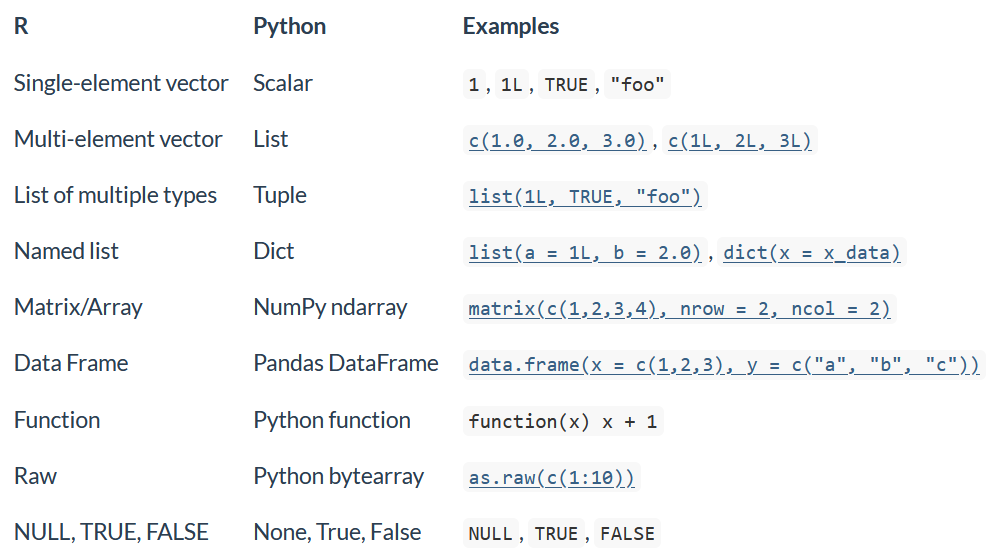 R Python Examples
Single-element vector Scalar 1 , 1L , TRUE , "foo"
Multi-element vector List c(1.0, 2.0, 3.0) , c(1L, 2L, 3L)
List of multiple types Tuple list(1L, TRUE, "foo")
Named list Dict list(a = 1L, b = 2.0) , dict(x = x_data)
Matrix/Array NumPy ndarray matrix(c(1,2,3,4), nrow = 2, ncol = 2)
Data Frame Pandas DataFrame data.frame(x = c(1,2,3), y = c("a", "b", "c"))
Function Python function function(x) x + 1
Raw Python bytearray as.raw(c(1:10))
NULL, TRUE, FALSE None, True, False NULL , TRUE , FALSE